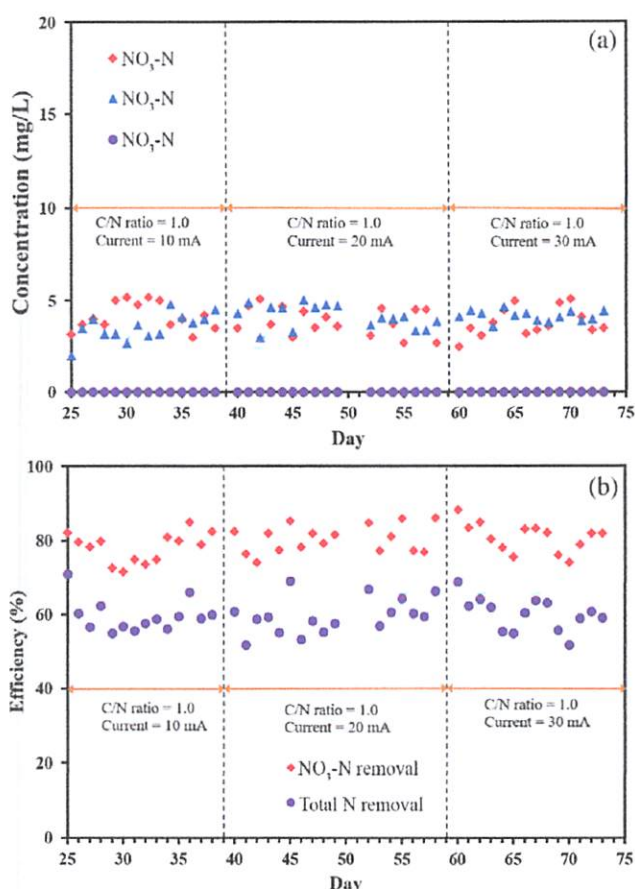 (a)
20
15
10
5
0
Concentration (mg/L)
NO₃-N
NO₃-N
NO₃-N
C/N ratio = 1.0
Current = 10 mA
C/N ratio = 1.0
Current = 20 mA
C/N ratio = 1.0
Current = 30 mA
25 30 35 40 45 50 55 60 65 70 75
Day
(b)
100
80
60
40
20
0
Efficiency (%)
C/N ratio = 1.0
Current = 10 mA
C/N ratio = 1.0
Current = 20 mA
C/N ratio = 1.0
Current = 30 mA
NO₃-N removal
Total N removal
25 30 35 40 45 50 55 60 65 70 75
Day